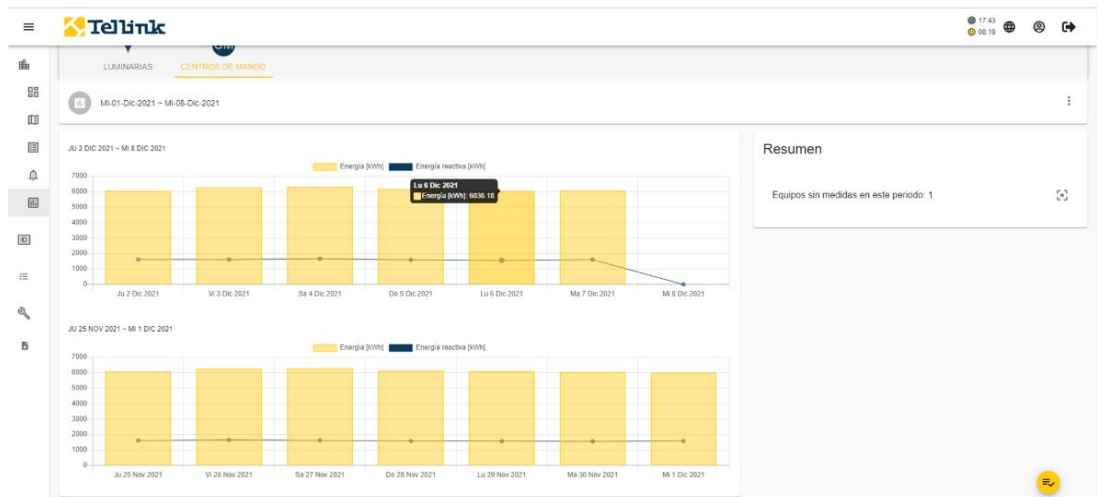 Tellink
17:43
08:19
CM
LUMINARIAS CENTROS DE MANDO
MI-01-Dic-2021 ~ MI-08-Dic-2021
JU 2 DIC 2021 ~ MI 8 DIC 2021
Energía [kWh] Energía reactiva [kWh]
7000
6000
5000
4000
3000
2000
1000
0
Lu 6 Dic 2021
Energía [kWh]: 6036.18
Ju 2 Dic 2021 Vi 3 Dic 2021 Sa 4 Dic 2021 Do 5 Dic 2021 Lu 6 Dic 2021 Ma 7 Dic 2021 Mi 8 Dic 2021
Resumen
Equipos sin medidas en este periodo: 1
JU 25 NOV 2021 ~ MI 1 DIC 2021
Energía [kWh] Energía reactiva [kWh]
7000
6000
5000
4000
3000
2000
1000
0
Ju 25 Nov 2021 Vi 26 Nov 2021 Sa 27 Nov 2021 Do 28 Nov 2021 Lu 29 Nov 2021 Ma 30 Nov 2021 Mi 1 Dic 2021